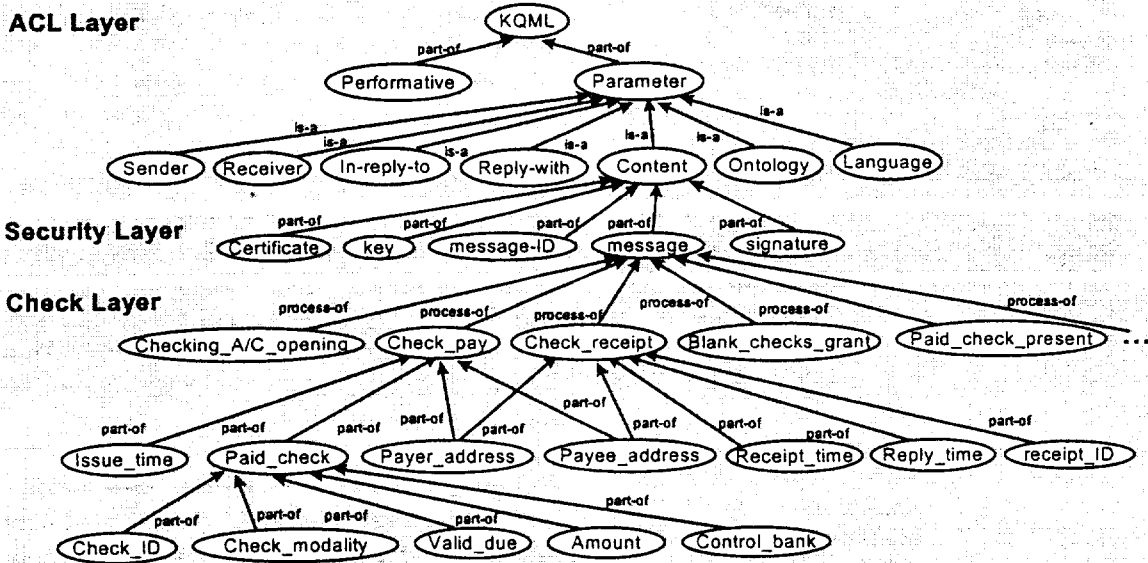 ACL Layer
KQML
part-of part-of
Performative Parameter
is-a is-a is-a is-a is-a is-a is-a
Sender Receiver In-reply-to Reply-with Content Ontology Language
part-of part-of part-of part-of part-of
Security Layer
Certificate key message-ID message signature
Check Layer
process-of process-of process-of process-of process-of process-of
Checking_A/C_opening Check_pay Check_receipt Blank_checks_grant Paid_check_present ...
part-of part-of part-of part-of part-of part-of part-of part-of part-of
Issue_time Paid_check Payer_address Payee_address Receipt_time Reply_time receipt_ID
part-of part-of part-of part-of part-of
Check_ID Check_modality Valid_due Amount Control_bank